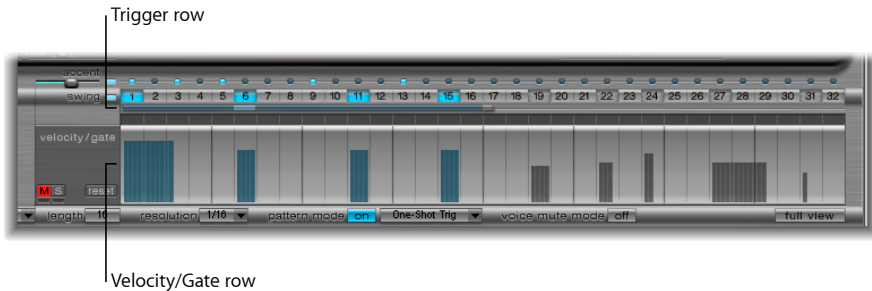 Trigger row
accent
swing 1 2 3 4 5 6 7 8 9 10 11 12 13 14 15 16 17 18 19 20 21 22 23 24 25 26 27 28 29 30 31 32
velocity/gate
M S reset
length 16 resolution 1/16 pattern mode on One-Shot Trig voice mute mode off full view
Velocity/Gate row